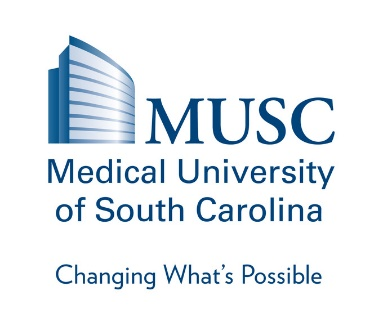 MUSC
Medical University
of South Carolina
Changing What's Possible